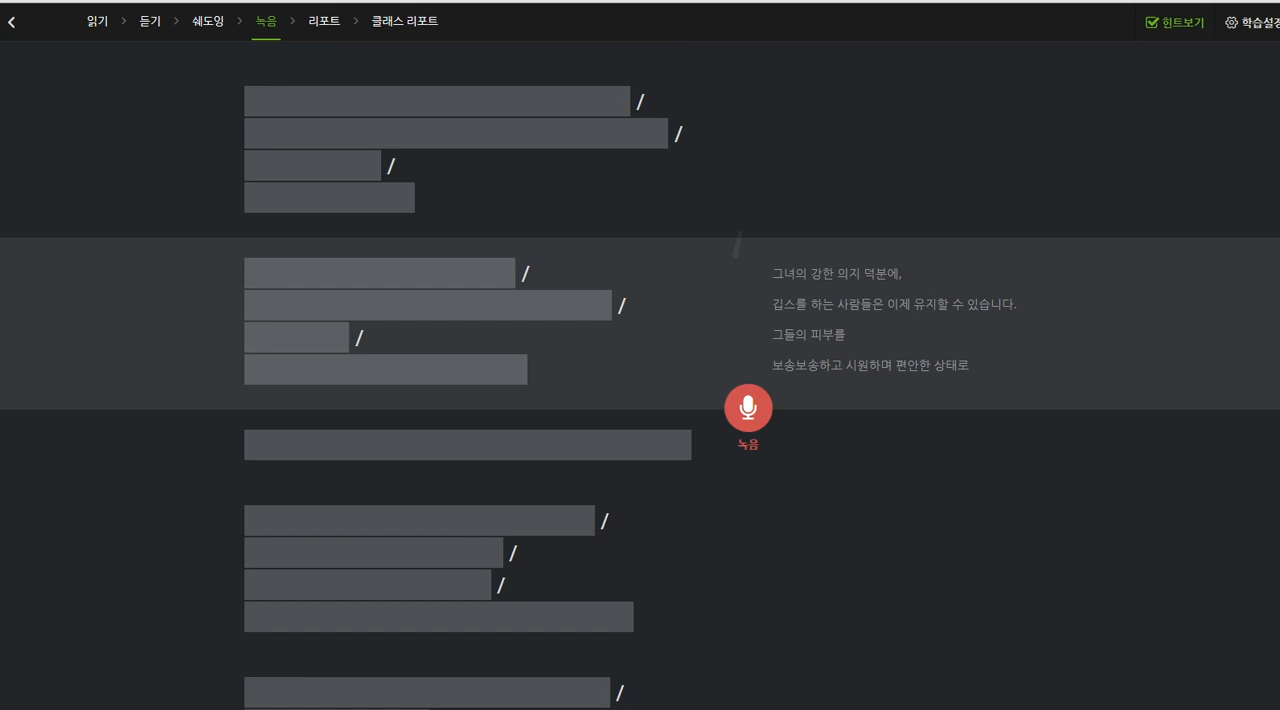 읽기 > 듣기 > 쉐도잉 > 녹음 > 리포트 > 클래스 리포트
힌트보기
학습설정
/
/
/
/
그녀의 강한 의지 덕분에,
/
깁스를 하는 사람들은 이제 유지할 수 있습니다.
/
그들의 피부를
보송보송하고 시원하며 편안한 상태로
녹음
/
/
/
/